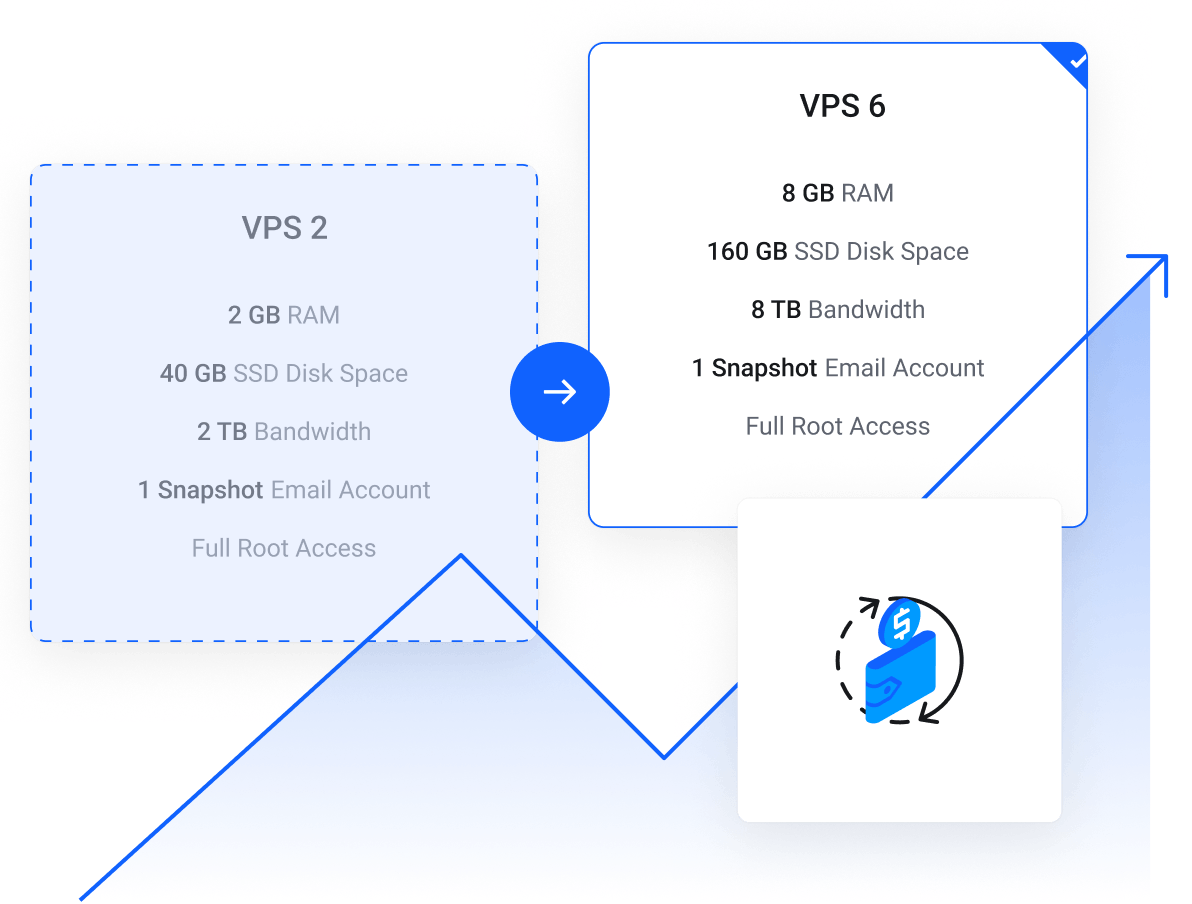 VPS 2
2 GB RAM
40 GB SSD Disk Space
2 TB Bandwidth
1 Snapshot Email Account
Full Root Access
VPS 6
8 GB RAM
160 GB SSD Disk Space
8 TB Bandwidth
1 Snapshot Email Account
Full Root Access
$